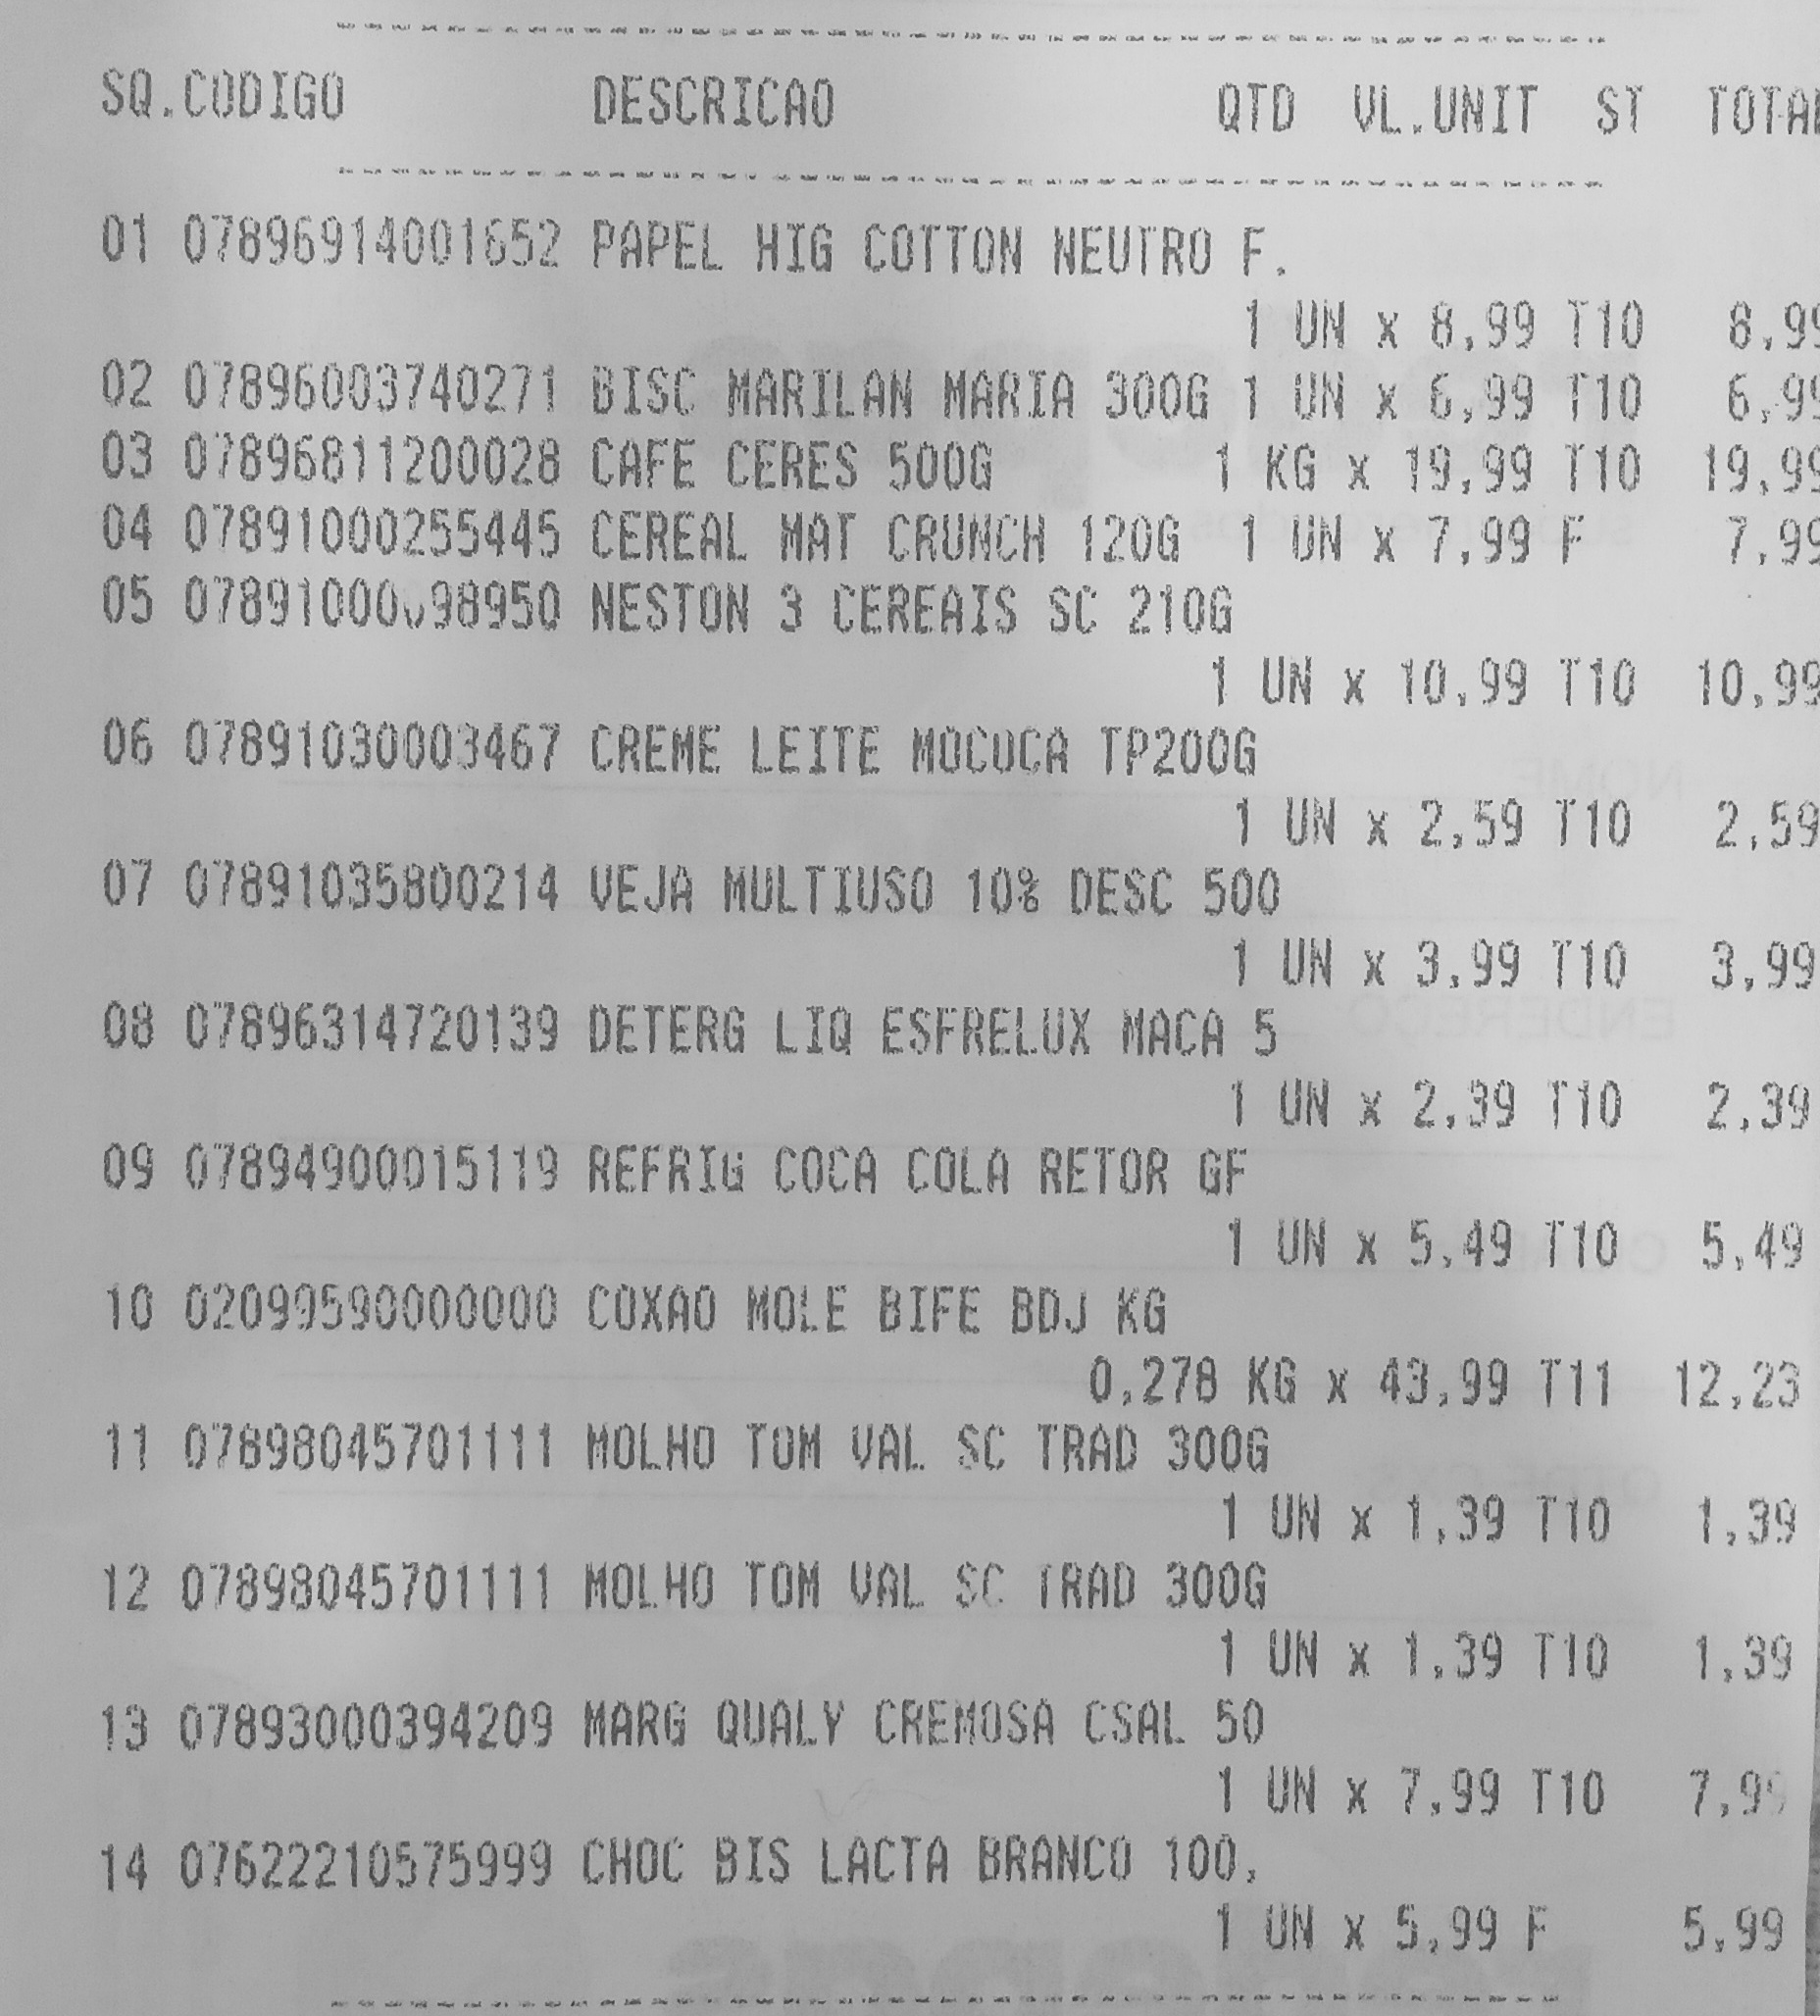 SQ.CODIGO DESCRICAO QTD VL.UNIT ST TOTAL
01 07896914001652 PAPEL HIG COTTON NEUTRO F.
1 UN x 8,99 T10 8,99
02 07896003740271 BISC MARILAN MARIA 300G 1 UN x 6,99 T10 6,99
03 07896811200028 CAFE CERES 500G 1 KG x 19,99 T10 19,99
04 07891000255445 CEREAL MAT CRUNCH 120G 1 UN x 7,99 F 7,99
05 07891000098950 NESTON 3 CEREAIS SC 210G
1 UN x 10,99 T10 10,99
06 07891030003467 CREME LEITE MOCOCA TP200G
1 UN x 2,59 T10 2,59
07 07891035800214 VEJA MULTIUSO 10% DESC 500
1 UN x 3,99 T10 3,99
08 07896314720139 DETERG LIQ ESFRELUX MACA 5
1 UN x 2,39 T10 2,39
09 07894900015119 REFRIG COCA COLA RETOR GF
1 UN x 5,49 T10 5,49
10 02099590000000 COXAO MOLE BIFE BDJ KG
0,278 KG x 43,99 T11 12,23
11 07898045701111 MOLHO TOM VAL SC TRAD 300G
1 UN x 1,39 T10 1,39
12 07898045701111 MOLHO TOM VAL SC TRAD 300G
1 UN x 1,39 T10 1,39
13 07893000394209 MARG QUALY CREMOSA CSAL 50
1 UN x 7,99 T10 7,99
14 07622210575999 CHOC BIS LACTA BRANCO 100,
1 UN x 5,99 F 5,99